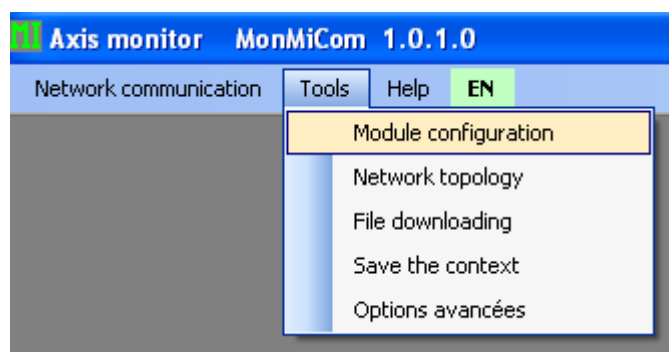 MI Axis monitor MonMiCom 1.0.1.0
Network communication Tools Help EN
Module configuration
Network topology
File downloading
Save the context
Options avancées